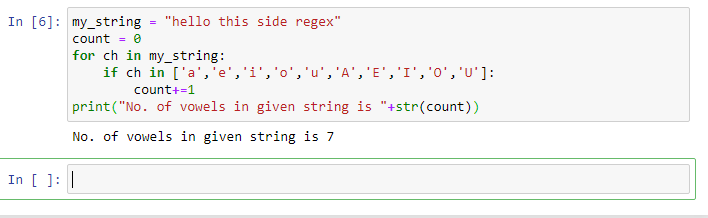 In [6]: my_string = "hello this side regex"
count = 0
for ch in my_string:
    if ch in ['a','e','i','o','u','A','E','I','O','U']:
        count+=1
print("No. of vowels in given string is "+str(count))
No. of vowels in given string is 7
In [ ]: